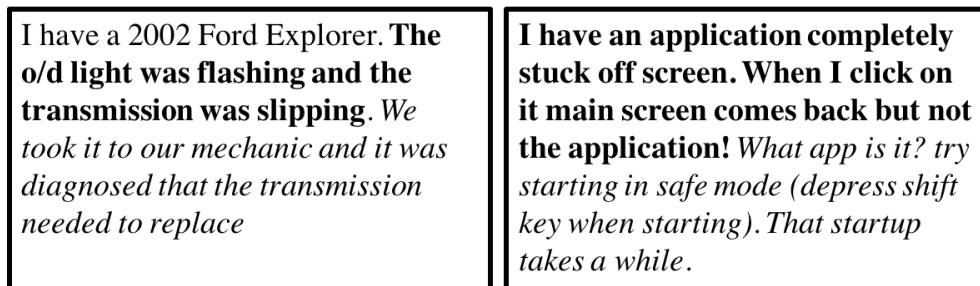 I have a 2002 Ford Explorer. The
o/d light was flashing and the
transmission was slipping. We
took it to our mechanic and it was
diagnosed that the transmission
needed to replace
I have an application completely
stuck off screen. When I click on
it main screen comes back but not
the application! What app is it? try
starting in safe mode (depress shift
key when starting). That startup
takes a while.